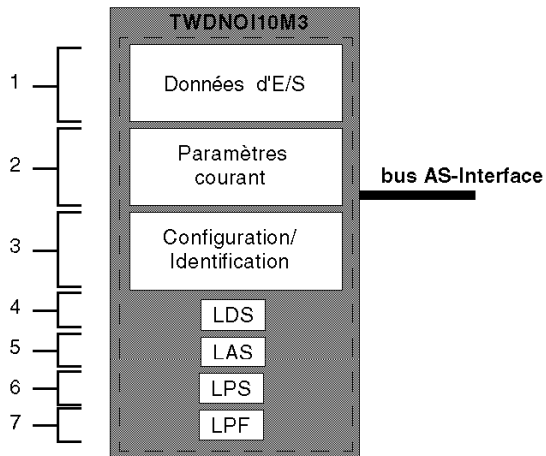 TWDNOI10M3
1
Données d'E/S
2
Paramètres
courant
bus AS-Interface
3
Configuration/
Identification
4
LDS
5
LAS
6
LPS
7
LPF